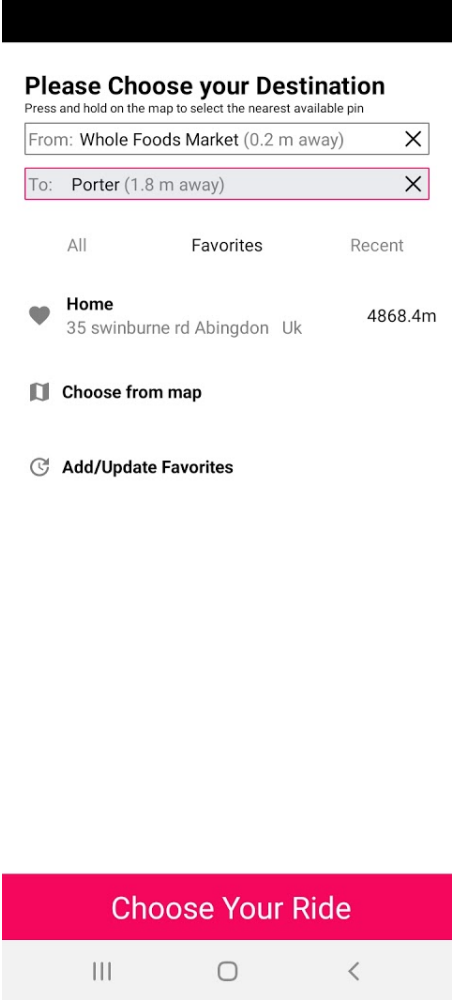 Please Choose your Destination
Press and hold on the map to select the nearest available pin
From: Whole Foods Market (0.2 m away)
To: Porter (1.8 m away)
All Favorites Recent
Home
35 swinburne rd Abingdon Uk 4868.4m
Choose from map
Add/Update Favorites
Choose Your Ride